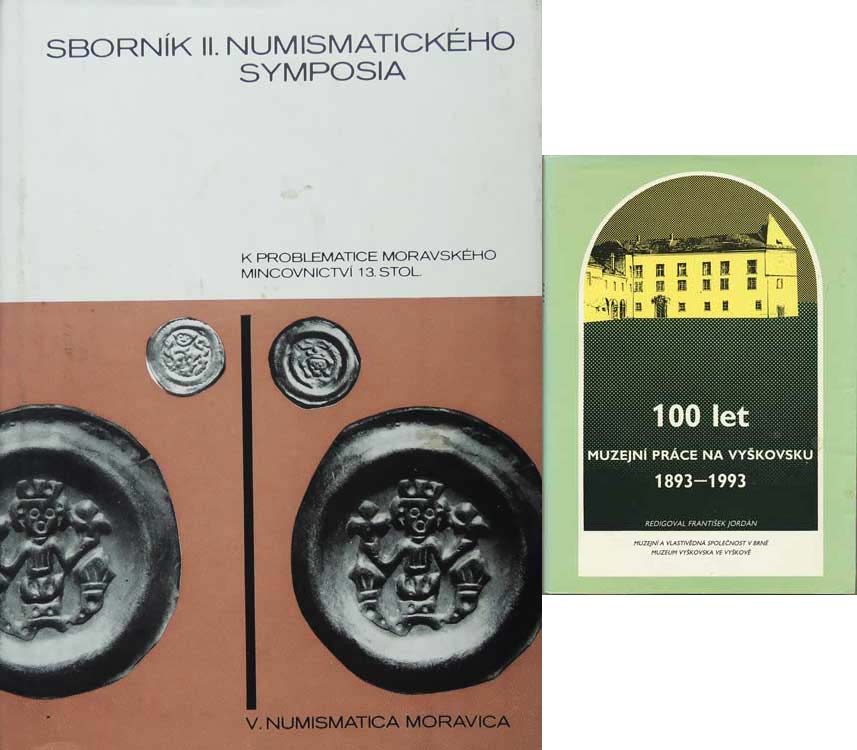 SBORNÍK II. NUMISMATICKÉHO
SYMPOSIA
K PROBLEMATICE MORAVSKÉHO
MINCOVNICTVÍ 13. STOL.
V. NUMISMATICA MORAVICA
100 let
MUZEJNÍ PRÁCE NA VYŠKOVSKU
1893–1993
REDIGOVAL FRANTIŠEK JORDÁN
MUZEJNÍ A VLASTIVĚDNÁ SPOLEČNOST V BRNĚ
MUZEUM VYŠKOVSKA VE VYŠKOVĚ